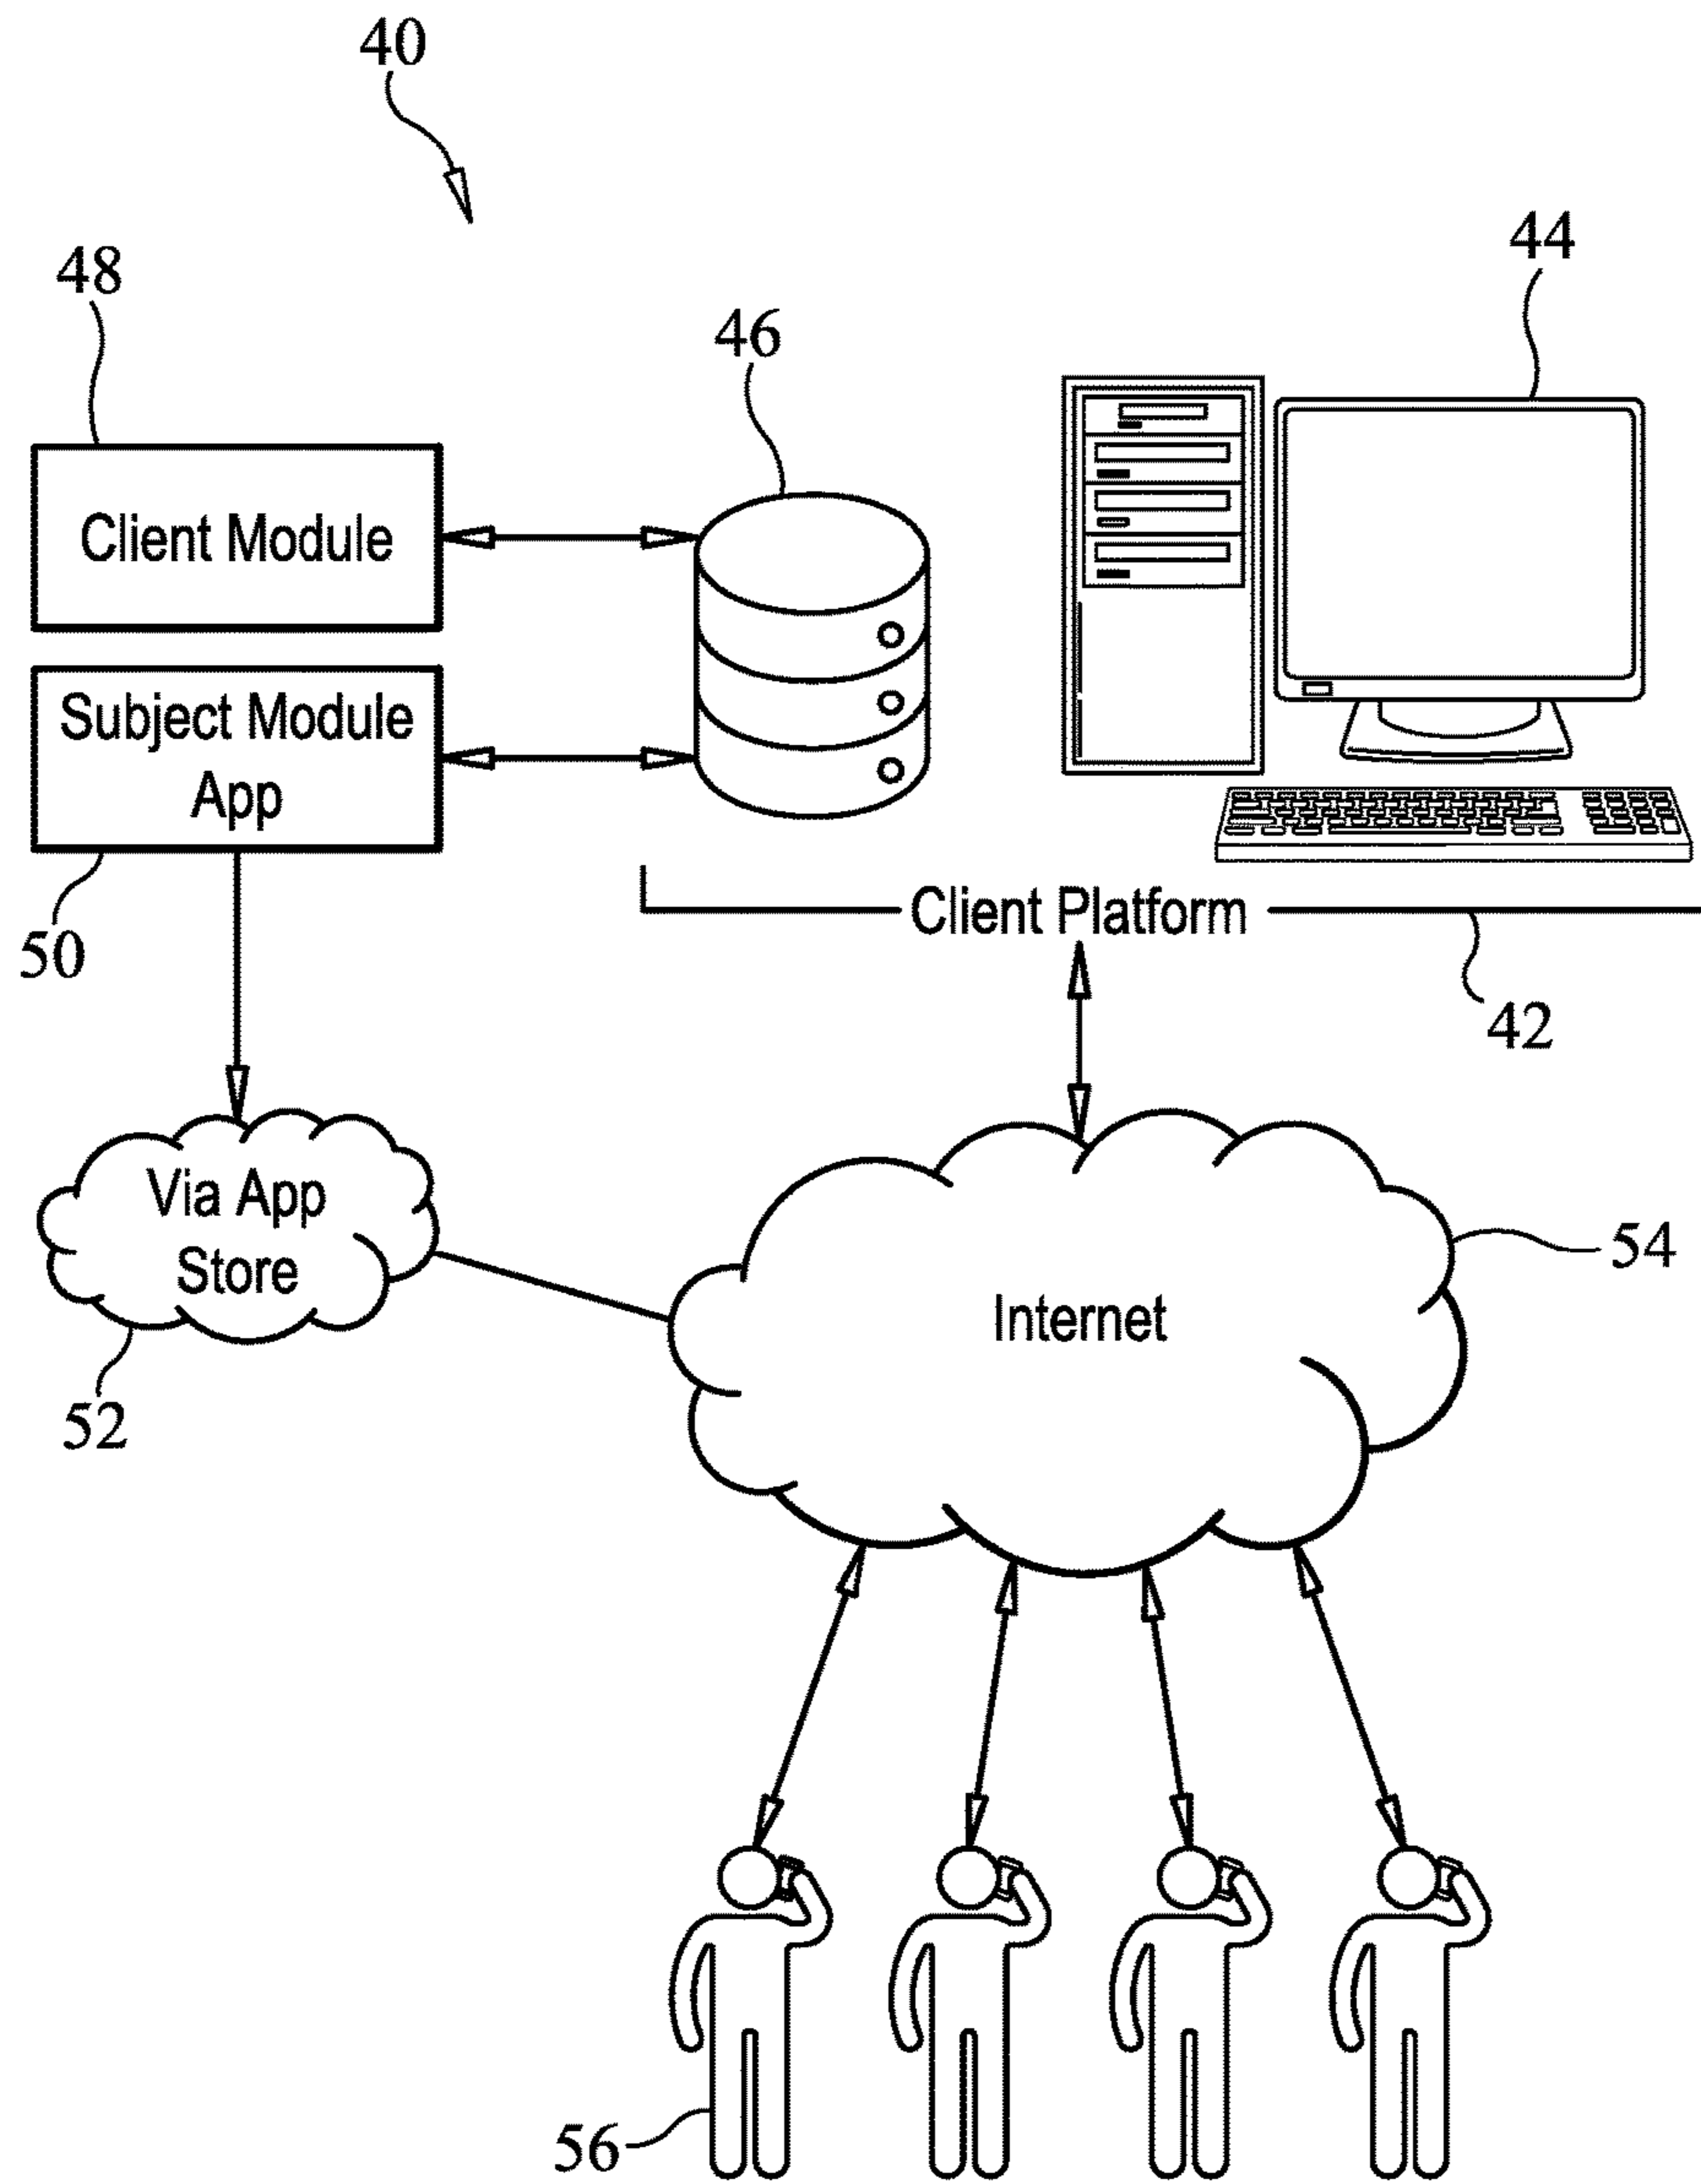 40
44
48
46
Client Module
Subject Module
App
Client Platform
50
42
Via App
Store
54
Internet
52
56